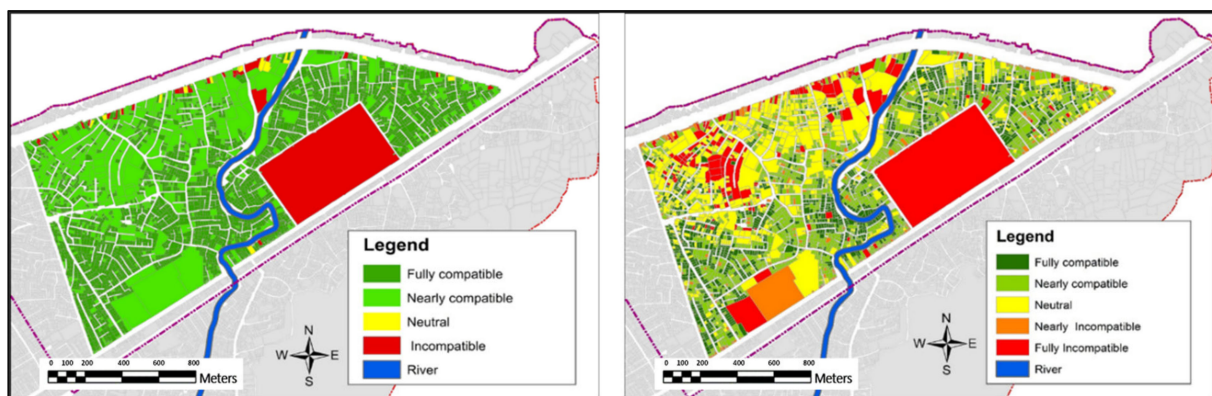 Legend
Fully compatible
Nearly compatible
Neutral
Incompatible
River
N
W E
S
0 100 200 400 600 800
Meters
Legend
Fully compatible
Nearly compatible
Neutral
Nearly Incompatible
Fully Incompatible
River
N
W E
S
0 100 200 400 600 800
Meters